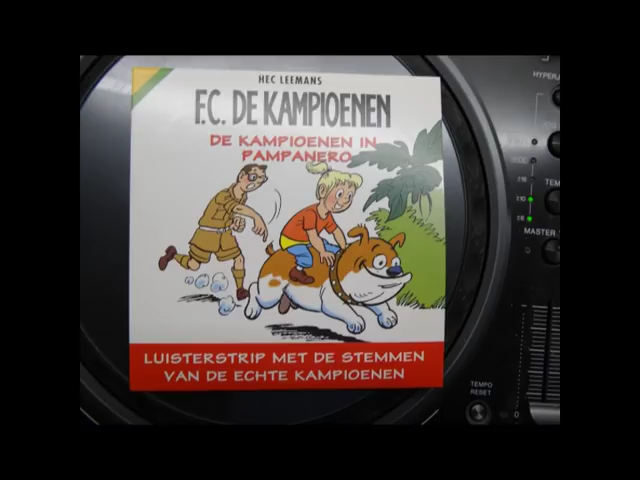 HEC LEEMANS
F.C. DE KAMPIOENEN
DE KAMPIOENEN IN
PAMPANERO
LUISTERSTRIP MET DE STEMMEN
VAN DE ECHTE KAMPIOENEN
MASTER
TEMPO
RESET
0